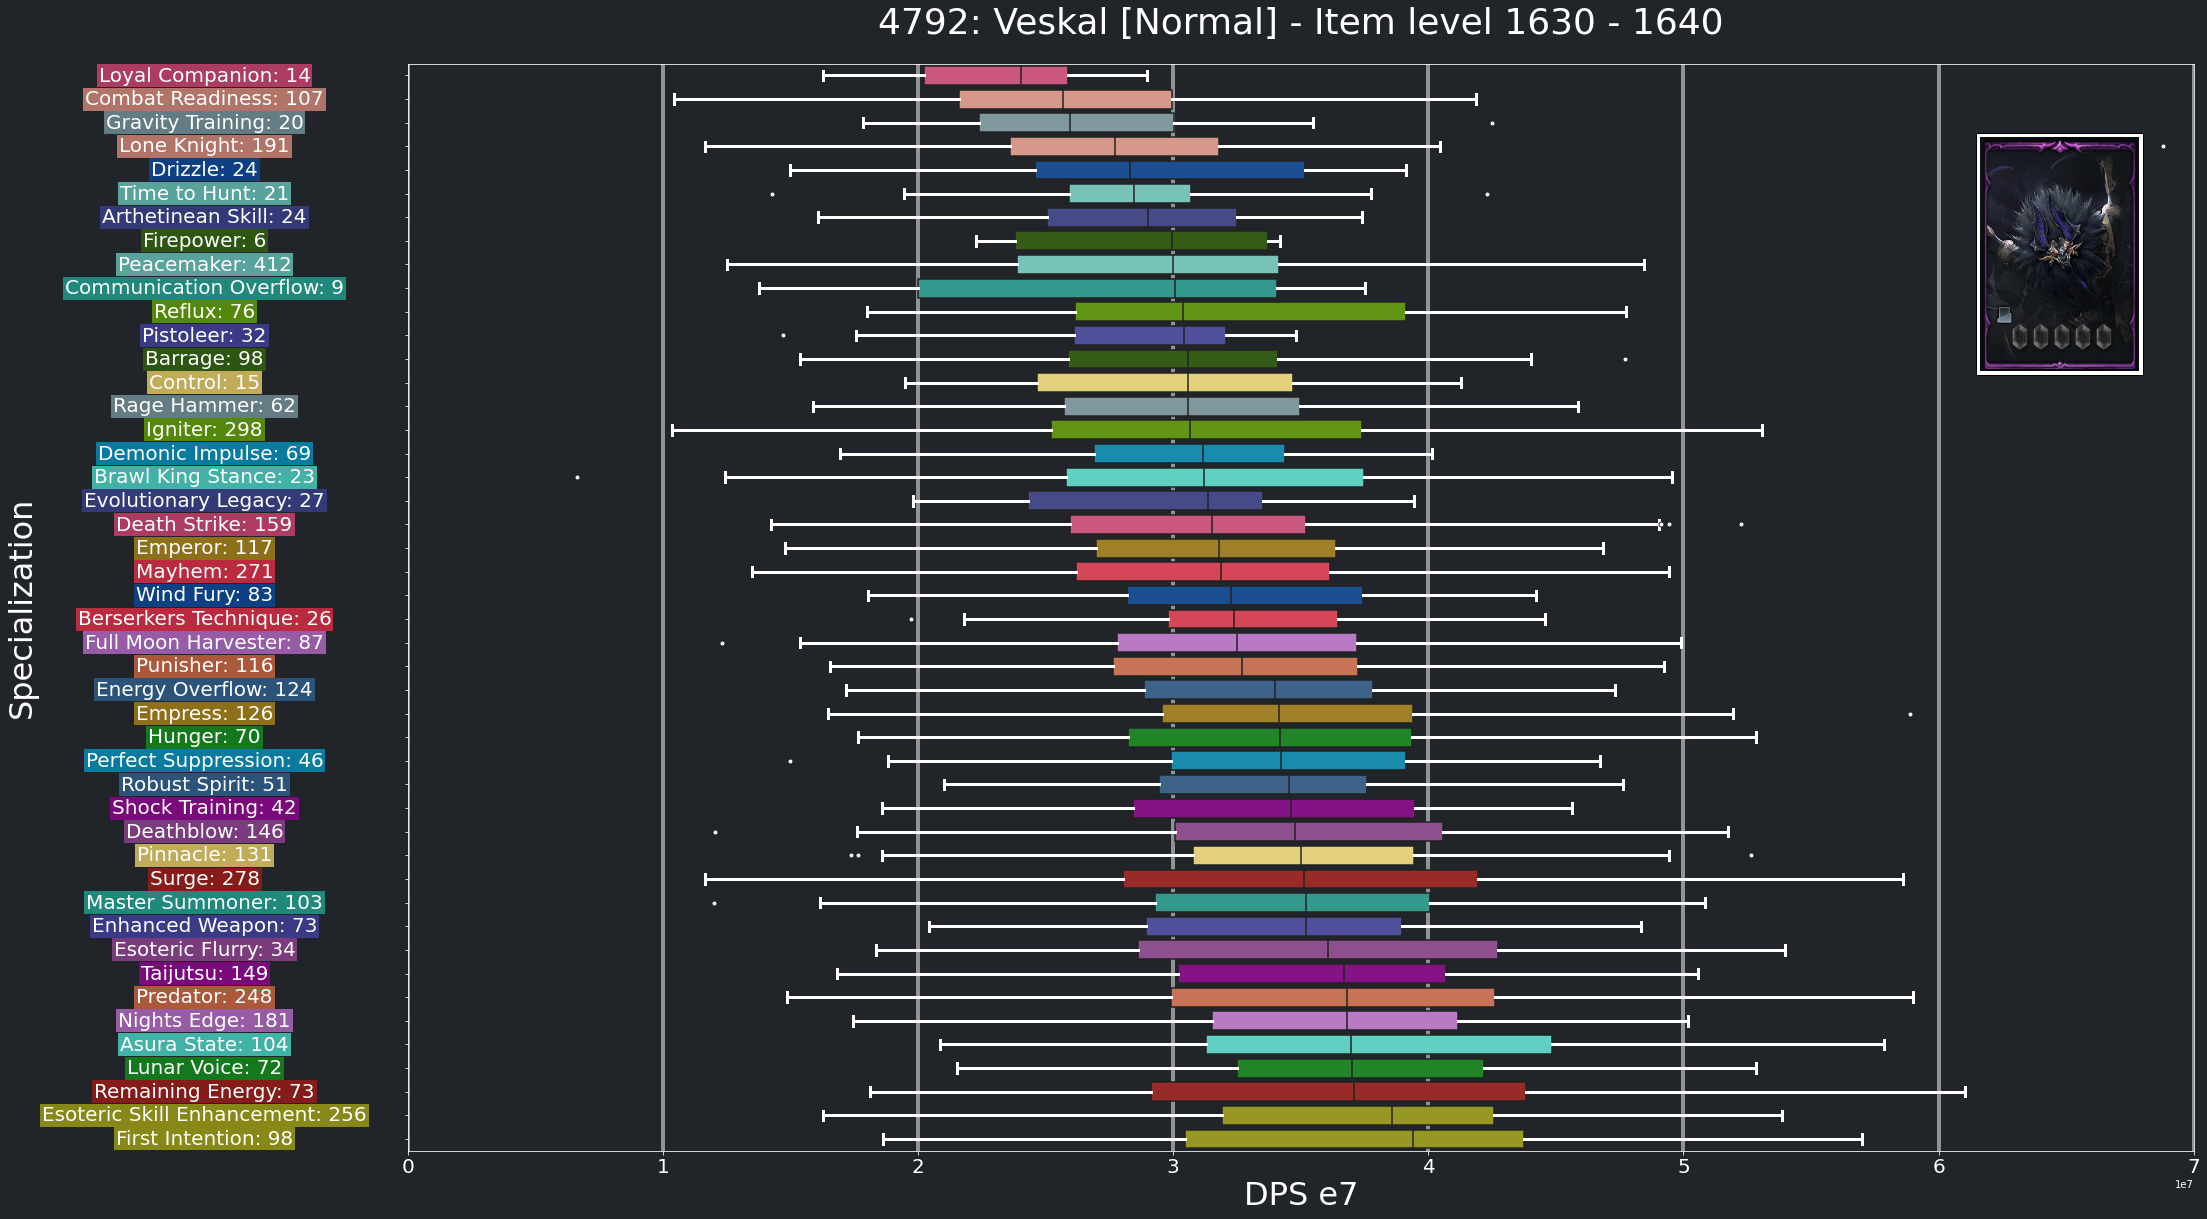 4792: Veskal [Normal] - Item level 1630 - 1640
Specialization
Loyal Companion: 14
Combat Readiness: 107
Gravity Training: 20
Lone Knight: 191
Drizzle: 24
Time to Hunt: 21
Arthetinean Skill: 24
Firepower: 6
Peacemaker: 412
Communication Overflow: 9
Reflux: 76
Pistoleer: 32
Barrage: 98
Control: 15
Rage Hammer: 62
Igniter: 298
Demonic Impulse: 69
Brawl King Stance: 23
Evolutionary Legacy: 27
Death Strike: 159
Emperor: 117
Mayhem: 271
Wind Fury: 83
Berserkers Technique: 26
Full Moon Harvester: 87
Punisher: 116
Energy Overflow: 124
Empress: 126
Hunger: 70
Perfect Suppression: 46
Robust Spirit: 51
Shock Training: 42
Deathblow: 146
Pinnacle: 131
Surge: 278
Master Summoner: 103
Enhanced Weapon: 73
Esoteric Flurry: 34
Taijutsu: 149
Predator: 248
Nights Edge: 181
Asura State: 104
Lunar Voice: 72
Remaining Energy: 73
Esoteric Skill Enhancement: 256
First Intention: 98
0 1 2 3 4 5 6 7
1e7
DPS e7